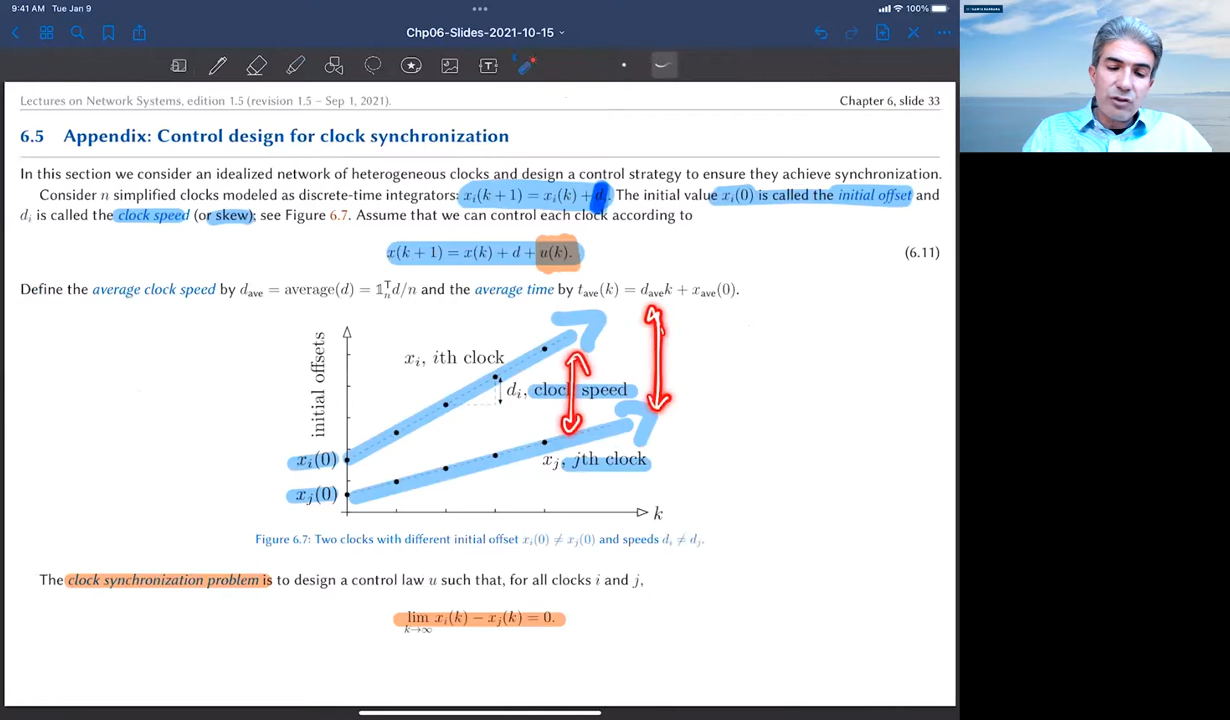 9:41 AM Tue Jan 9
100%
Chp06-Slides-2021-10-15
T
Lectures on Network Systems, edition 1.5 (revision 1.5 – Sep 1, 2021).
Chapter 6, slide 33
6.5 Appendix: Control design for clock synchronization
In this section we consider an idealized network of heterogeneous clocks and design a control strategy to ensure they achieve synchronization.
Consider n simplified clocks modeled as discrete-time integrators: xᵢ(k + 1) = xᵢ(k) + dᵢ. The initial value xᵢ(0) is called the initial offset and
dᵢ is called the clock speed (or skew); see Figure 6.7. Assume that we can control each clock according to
x(k + 1) = x(k) + d + u(k).
(6.11)
Define the average clock speed by d_ave = average(d) = 𝟙ₙᵀd/n and the average time by t_ave(k) = d_ave k + x_ave(0).
initial offsets
xᵢ, ith clock
dᵢ, clock speed
xᵢ(0)
xⱼ, jth clock
xⱼ(0)
k
Figure 6.7: Two clocks with different initial offset xᵢ(0) ≠ xⱼ(0) and speeds dᵢ ≠ dⱼ.
The clock synchronization problem is to design a control law u such that, for all clocks i and j,
lim xᵢ(k) − xⱼ(k) = 0.
k→∞